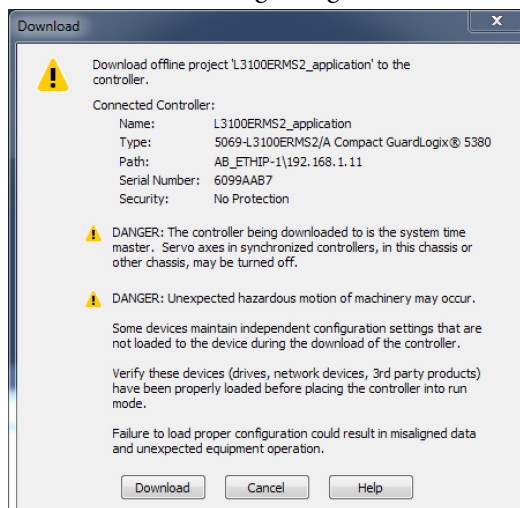 Download
Download offline project 'L3100ERMS2_application' to the
controller.
Connected Controller:
Name: L3100ERMS2_application
Type: 5069-L3100ERMS2/A Compact GuardLogix® 5380
Path: AB_ETHIP-1\192.168.1.11
Serial Number: 6099AAB7
Security: No Protection
DANGER: The controller being downloaded to is the system time
master. Servo axes in synchronized controllers, in this chassis or
other chassis, may be turned off.
DANGER: Unexpected hazardous motion of machinery may occur.
Some devices maintain independent configuration settings that are
not loaded to the device during the download of the controller.
Verify these devices (drives, network devices, 3rd party products)
have been properly loaded before placing the controller into run
mode.
Failure to load proper configuration could result in misaligned data
and unexpected equipment operation.
Download Cancel Help